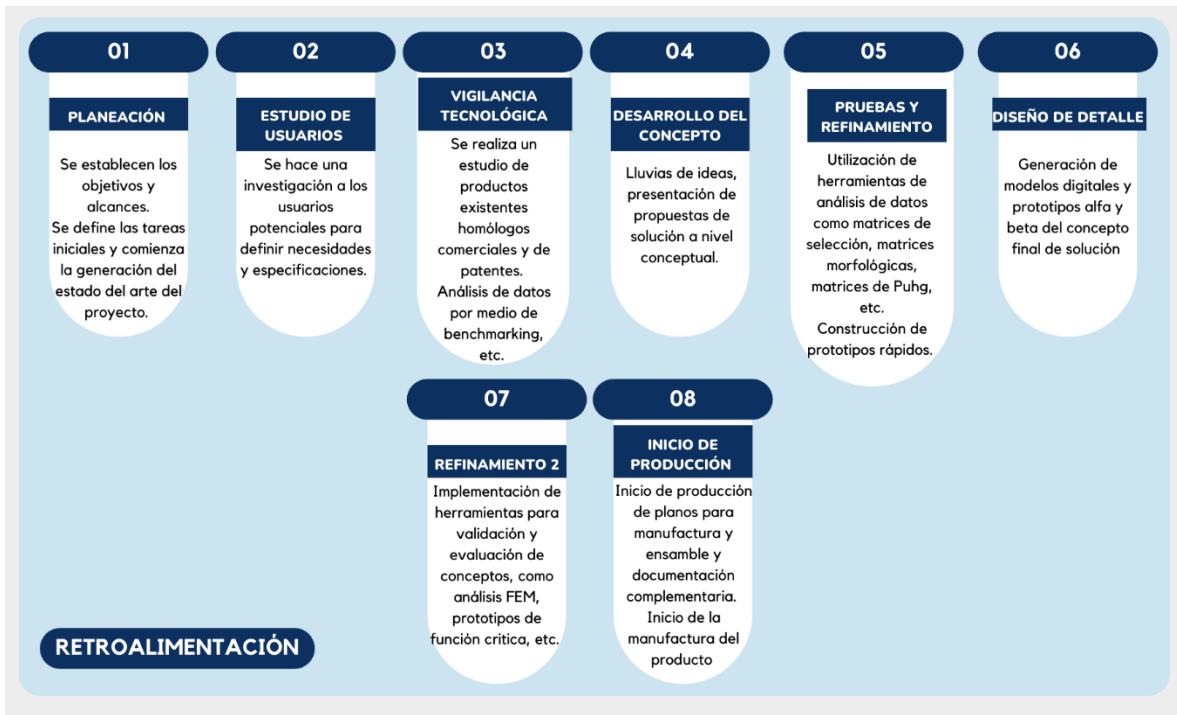 01
PLANEACIÓN
Se establecen los
objetivos y
alcances.
Se define las tareas
iniciales y comienza
la generación del
estado del arte del
proyecto.
02
ESTUDIO DE
USUARIOS
Se hace una
investigación a los
usuarios
potenciales para
definir necesidades
y especificaciones.
03
VIGILANCIA
TECNOLÓGICA
Se realiza un
estudio de
productos
existentes
homólogos
comerciales y de
patentes.
Análisis de datos
por medio de
benchmarking,
etc.
04
DESARROLLO DEL
CONCEPTO
Lluvias de ideas,
presentación de
propuestas de
solución a nivel
conceptual.
05
PRUEBAS Y
REFINAMIENTO
Utilización de
herramientas de
análisis de datos
como matrices de
selección, matrices
morfológicas,
matrices de Puhg,
etc.
Construcción de
prototipos rápidos.
06
DISEÑO DE DETALLE
Generación de
modelos digitales y
prototipos alfa y
beta del concepto
final de solución
07
REFINAMIENTO 2
Implementación de
herramientas para
validación y
evaluación de
conceptos, como
análisis FEM,
prototipos de
función critica, etc.
08
INICIO DE
PRODUCCIÓN
Inicio de producción
de planos para
manufactura y
ensamble y
documentación
complementaria.
Inicio de la
manufactura del
producto
RETROALIMENTACIÓN